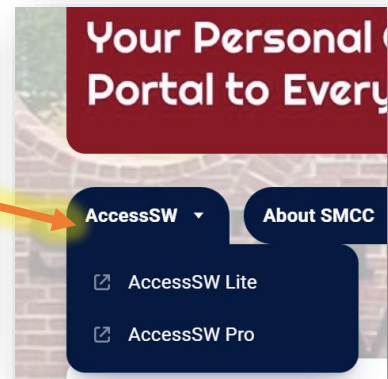 Your Personal
Portal to Every
AccessSW
About SMCC
AccessSW Lite
AccessSW Pro